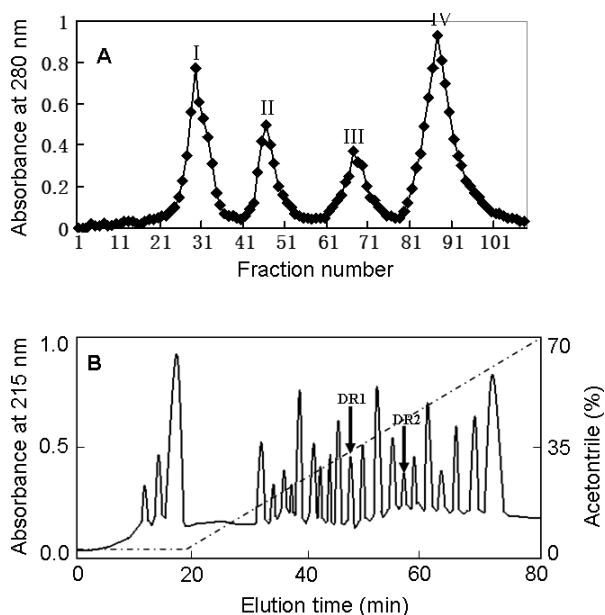 A
Absorbance at 280 nm
1
0.8
0.6
0.4
0.2
0
I
II
III
IV
1 11 21 31 41 51 61 71 81 91 101
Fraction number
B
Absorbance at 215 nm
1.0
0.5
0.0
DR1
DR2
70
35
0
Acetontrile (%)
0 20 40 60 80
Elution time (min)